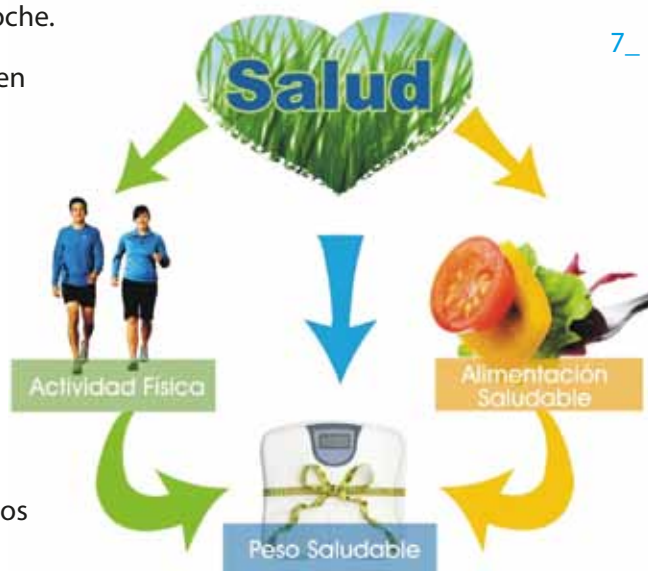 oche.
7_
en
Salud
Actividad Física
Alimentación
Saludable
os
Peso Saludable